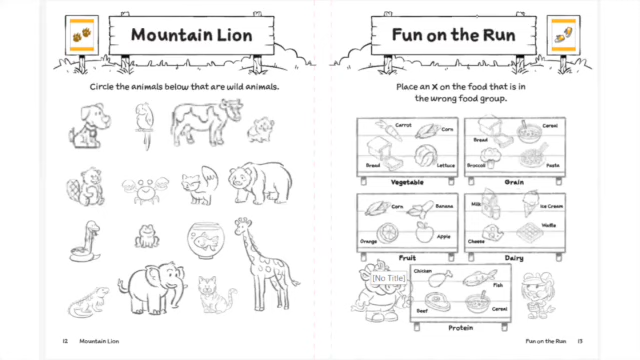 Mountain Lion
Circle the animals below that are wild animals.
12 Mountain Lion
Fun on the Run
Place an X on the food that is in
the wrong food group.
Carrot
Corn
Bread
Lettuce
Vegetable
Cereal
Bread
Broccoli
Pasta
Grain
Corn
Banana
Orange
Apple
Fruit
Milk
Ice Cream
Waffle
Cheese
Dairy
[No Title]
Chicken
Fish
Beef
Cereal
Protein
Fun on the Run 13